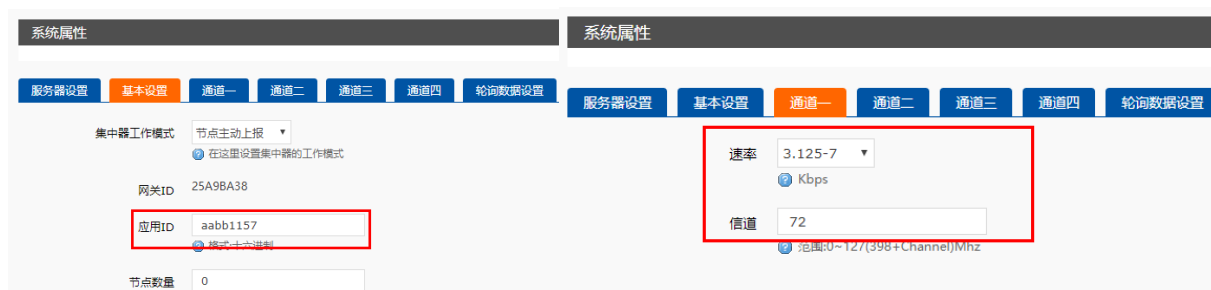 系统属性
服务器设置 基本设置 通道一 通道二 通道三 通道四 轮询数据设置
集中器工作模式 节点主动上报
在这里设置集中器的工作模式
网关ID 25A9BA38
应用ID aabb1157
格式:十六进制
节点数量 0
系统属性
服务器设置 基本设置 通道一 通道二 通道三 通道四 轮询数据设置
速率 3.125-7
Kbps
信道 72
范围:0~127(398+Channel)Mhz